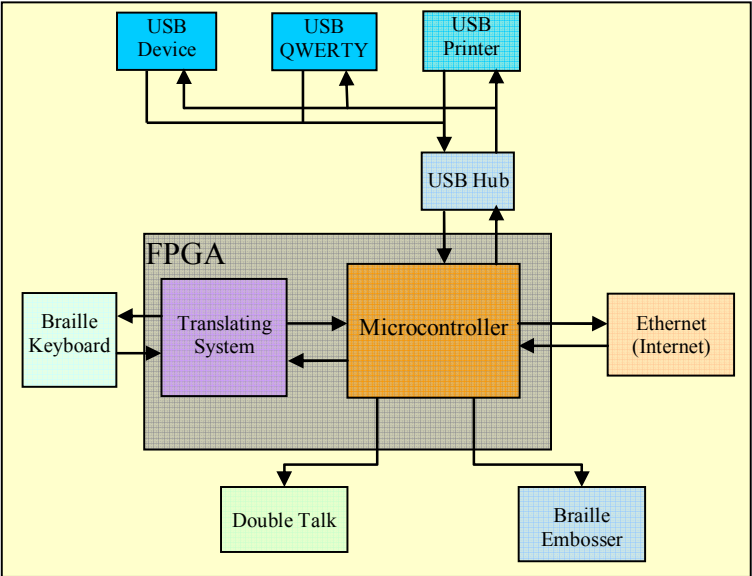 USB
Device
USB
QWERTY
USB
Printer
USB Hub
FPGA
Braille
Keyboard
Translating
System
Microcontroller
Ethernet
(Internet)
Double Talk
Braille
Embosser